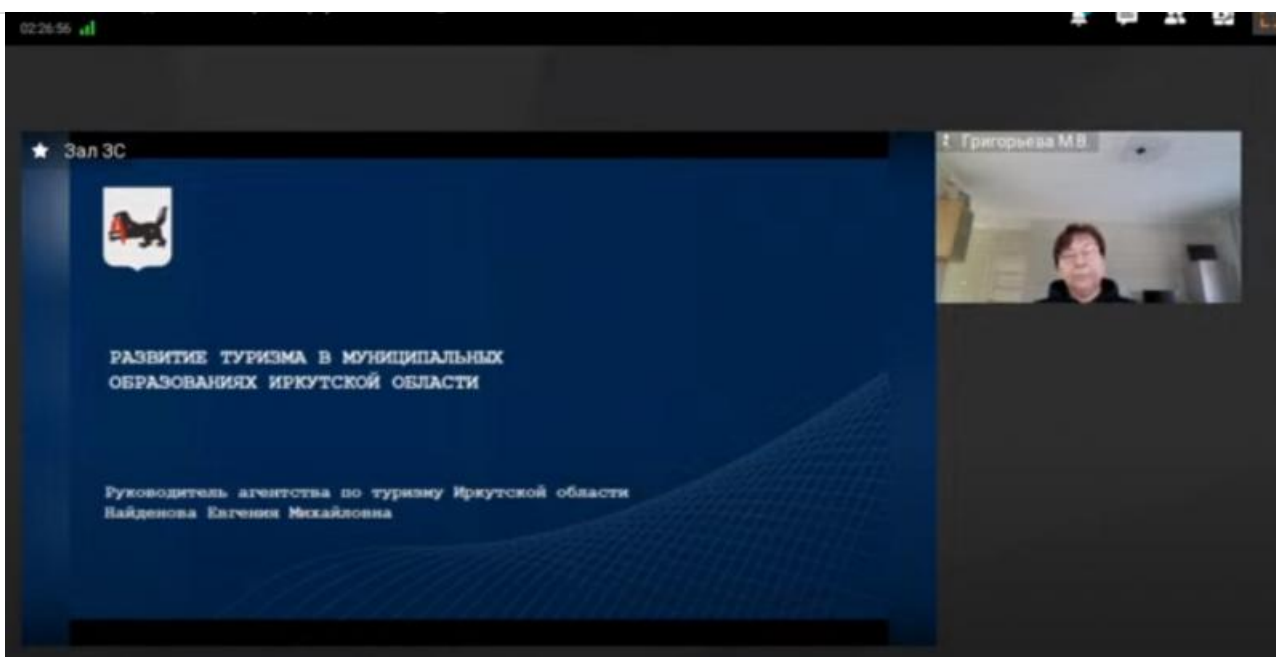 02:26:56
Зал ЗС
Григорьева М.В.
РАЗВИТИЕ ТУРИЗМА В МУНИЦИПАЛЬНЫХ
ОБРАЗОВАНИЯХ ИРКУТСКОЙ ОБЛАСТИ
Руководитель агентства по туризму Иркутской области
Найденова Евгения Михайловна